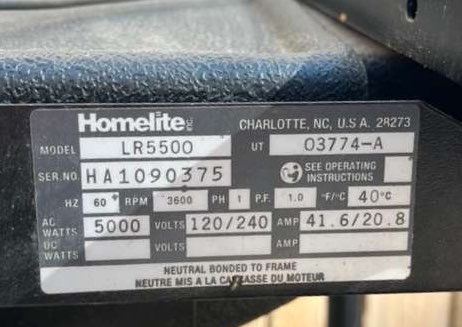 Homelite INC. CHARLOTTE, NC, U.S.A. 28273
MODEL LR5500 UT 03774-A
SER. NO. HA1090375 SEE OPERATING INSTRUCTIONS
HZ 60 RPM 3600 PH 1 P.F. 1.0 °F/°C 40°C
AC WATTS 5000 VOLTS 120/240 AMP 41.6/20.8
DC WATTS VOLTS AMP
NEUTRAL BONDED TO FRAME
NEUTRE MIS A LA CARCASSE DU MOTEUR